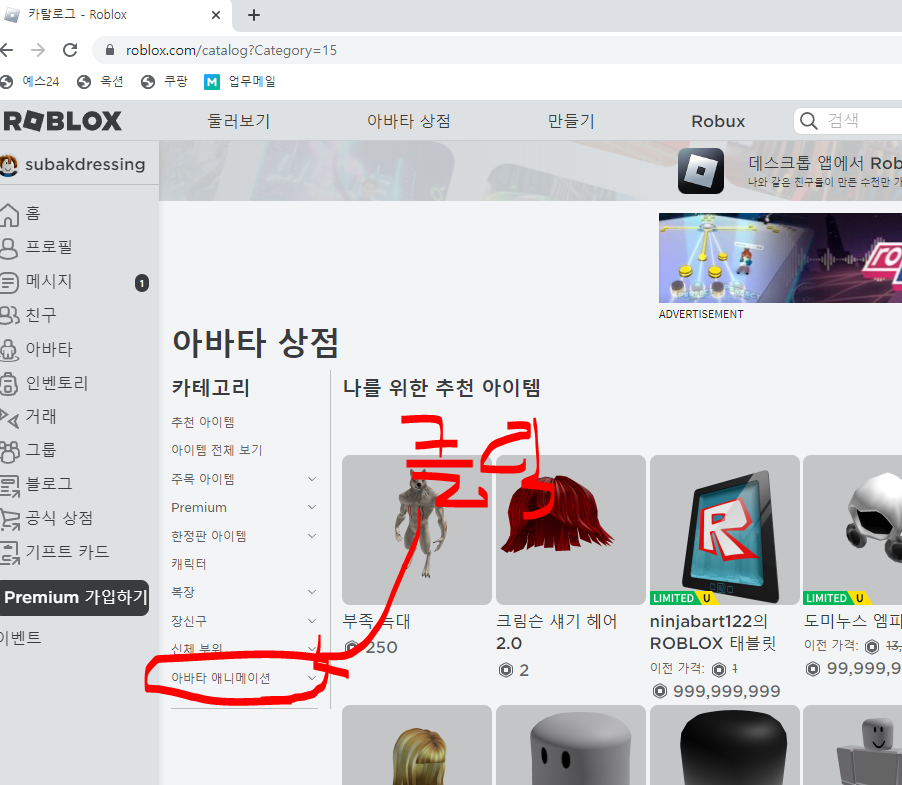 카탈로그 - Roblox
roblox.com/catalog?Category=15
예스24 옥션 쿠팡 업무메일
ROBLOX 둘러보기 아바타 상점 만들기 Robux 검색
subakdressing
데스크톱 앱에서 Rob
나와 같은 친구들이 만든 수천만 가
홈
프로필
메시지 1
친구
아바타
인벤토리
거래
그룹
블로그
공식 상점
기프트 카드
Premium 가입하기
이벤트
ADVERTISEMENT
아바타 상점
카테고리
추천 아이템
아이템 전체 보기
주목 아이템
Premium
한정판 아이템
캐릭터
복장
장신구
신체 부위
아바타 애니메이션
나를 위한 추천 아이템
클릭
부족 늑대
250
크림슨 섀기 헤어
2.0
2
LIMITED U
ninjabart122의
ROBLOX 태블릿
이전 가격: 1
999,999,999
LIMITED U
도미누스 엠피
이전 가격: 13,
99,999,9